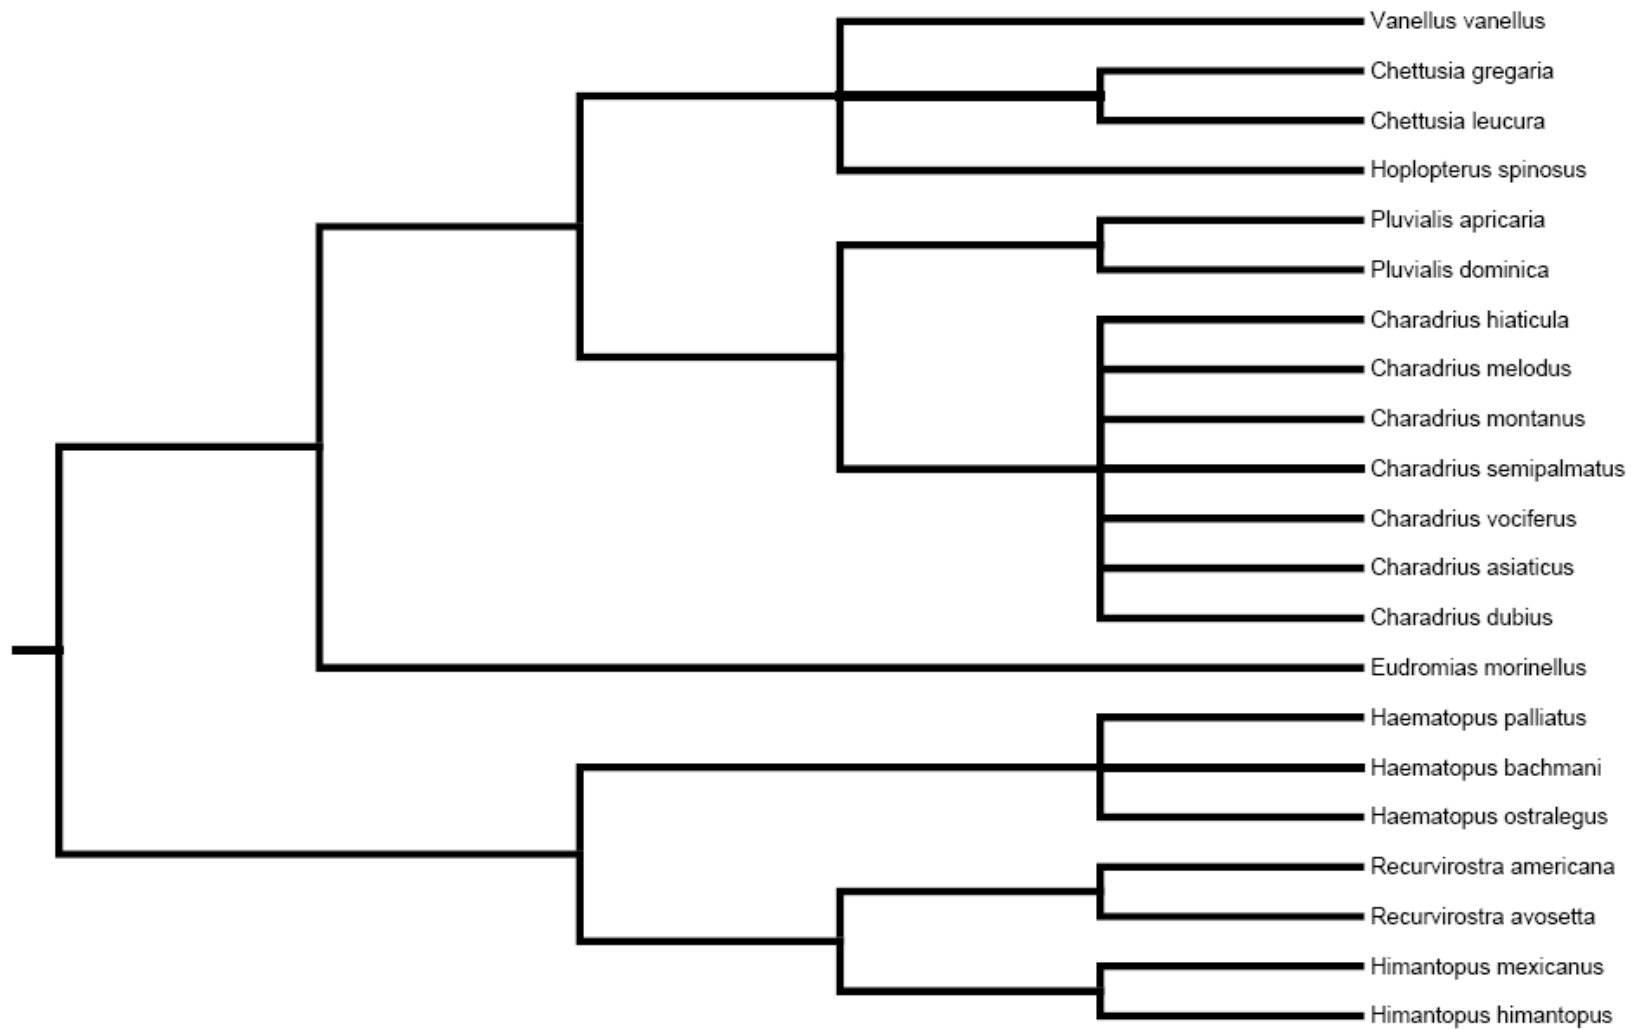 Vanellus vanellus
Chettusia gregaria
Chettusia leucura
Hoplopterus spinosus
Pluvialis apricaria
Pluvialis dominica
Charadrius hiaticula
Charadrius melodus
Charadrius montanus
Charadrius semipalmatus
Charadrius vociferus
Charadrius asiaticus
Charadrius dubius
Eudromias morinellus
Haematopus palliatus
Haematopus bachmani
Haematopus ostralegus
Recurvirostra americana
Recurvirostra avosetta
Himantopus mexicanus
Himantopus himantopus